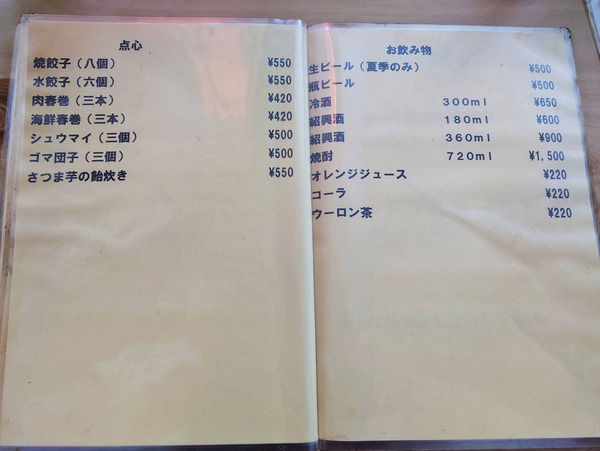 点心
焼餃子（八個） ¥550
水餃子（六個） ¥550
肉春巻（三本） ¥420
海鮮春巻（三本） ¥420
シュウマイ（三個） ¥500
ゴマ団子（三個） ¥500
さつま芋の飴炊き ¥550
お飲み物
生ビール（夏季のみ） ¥500
瓶ビール ¥500
冷酒 300ml ¥650
紹興酒 180ml ¥600
紹興酒 360ml ¥900
焼酎 720ml ¥1,500
オレンジジュース ¥220
コーラ ¥220
ウーロン茶 ¥220